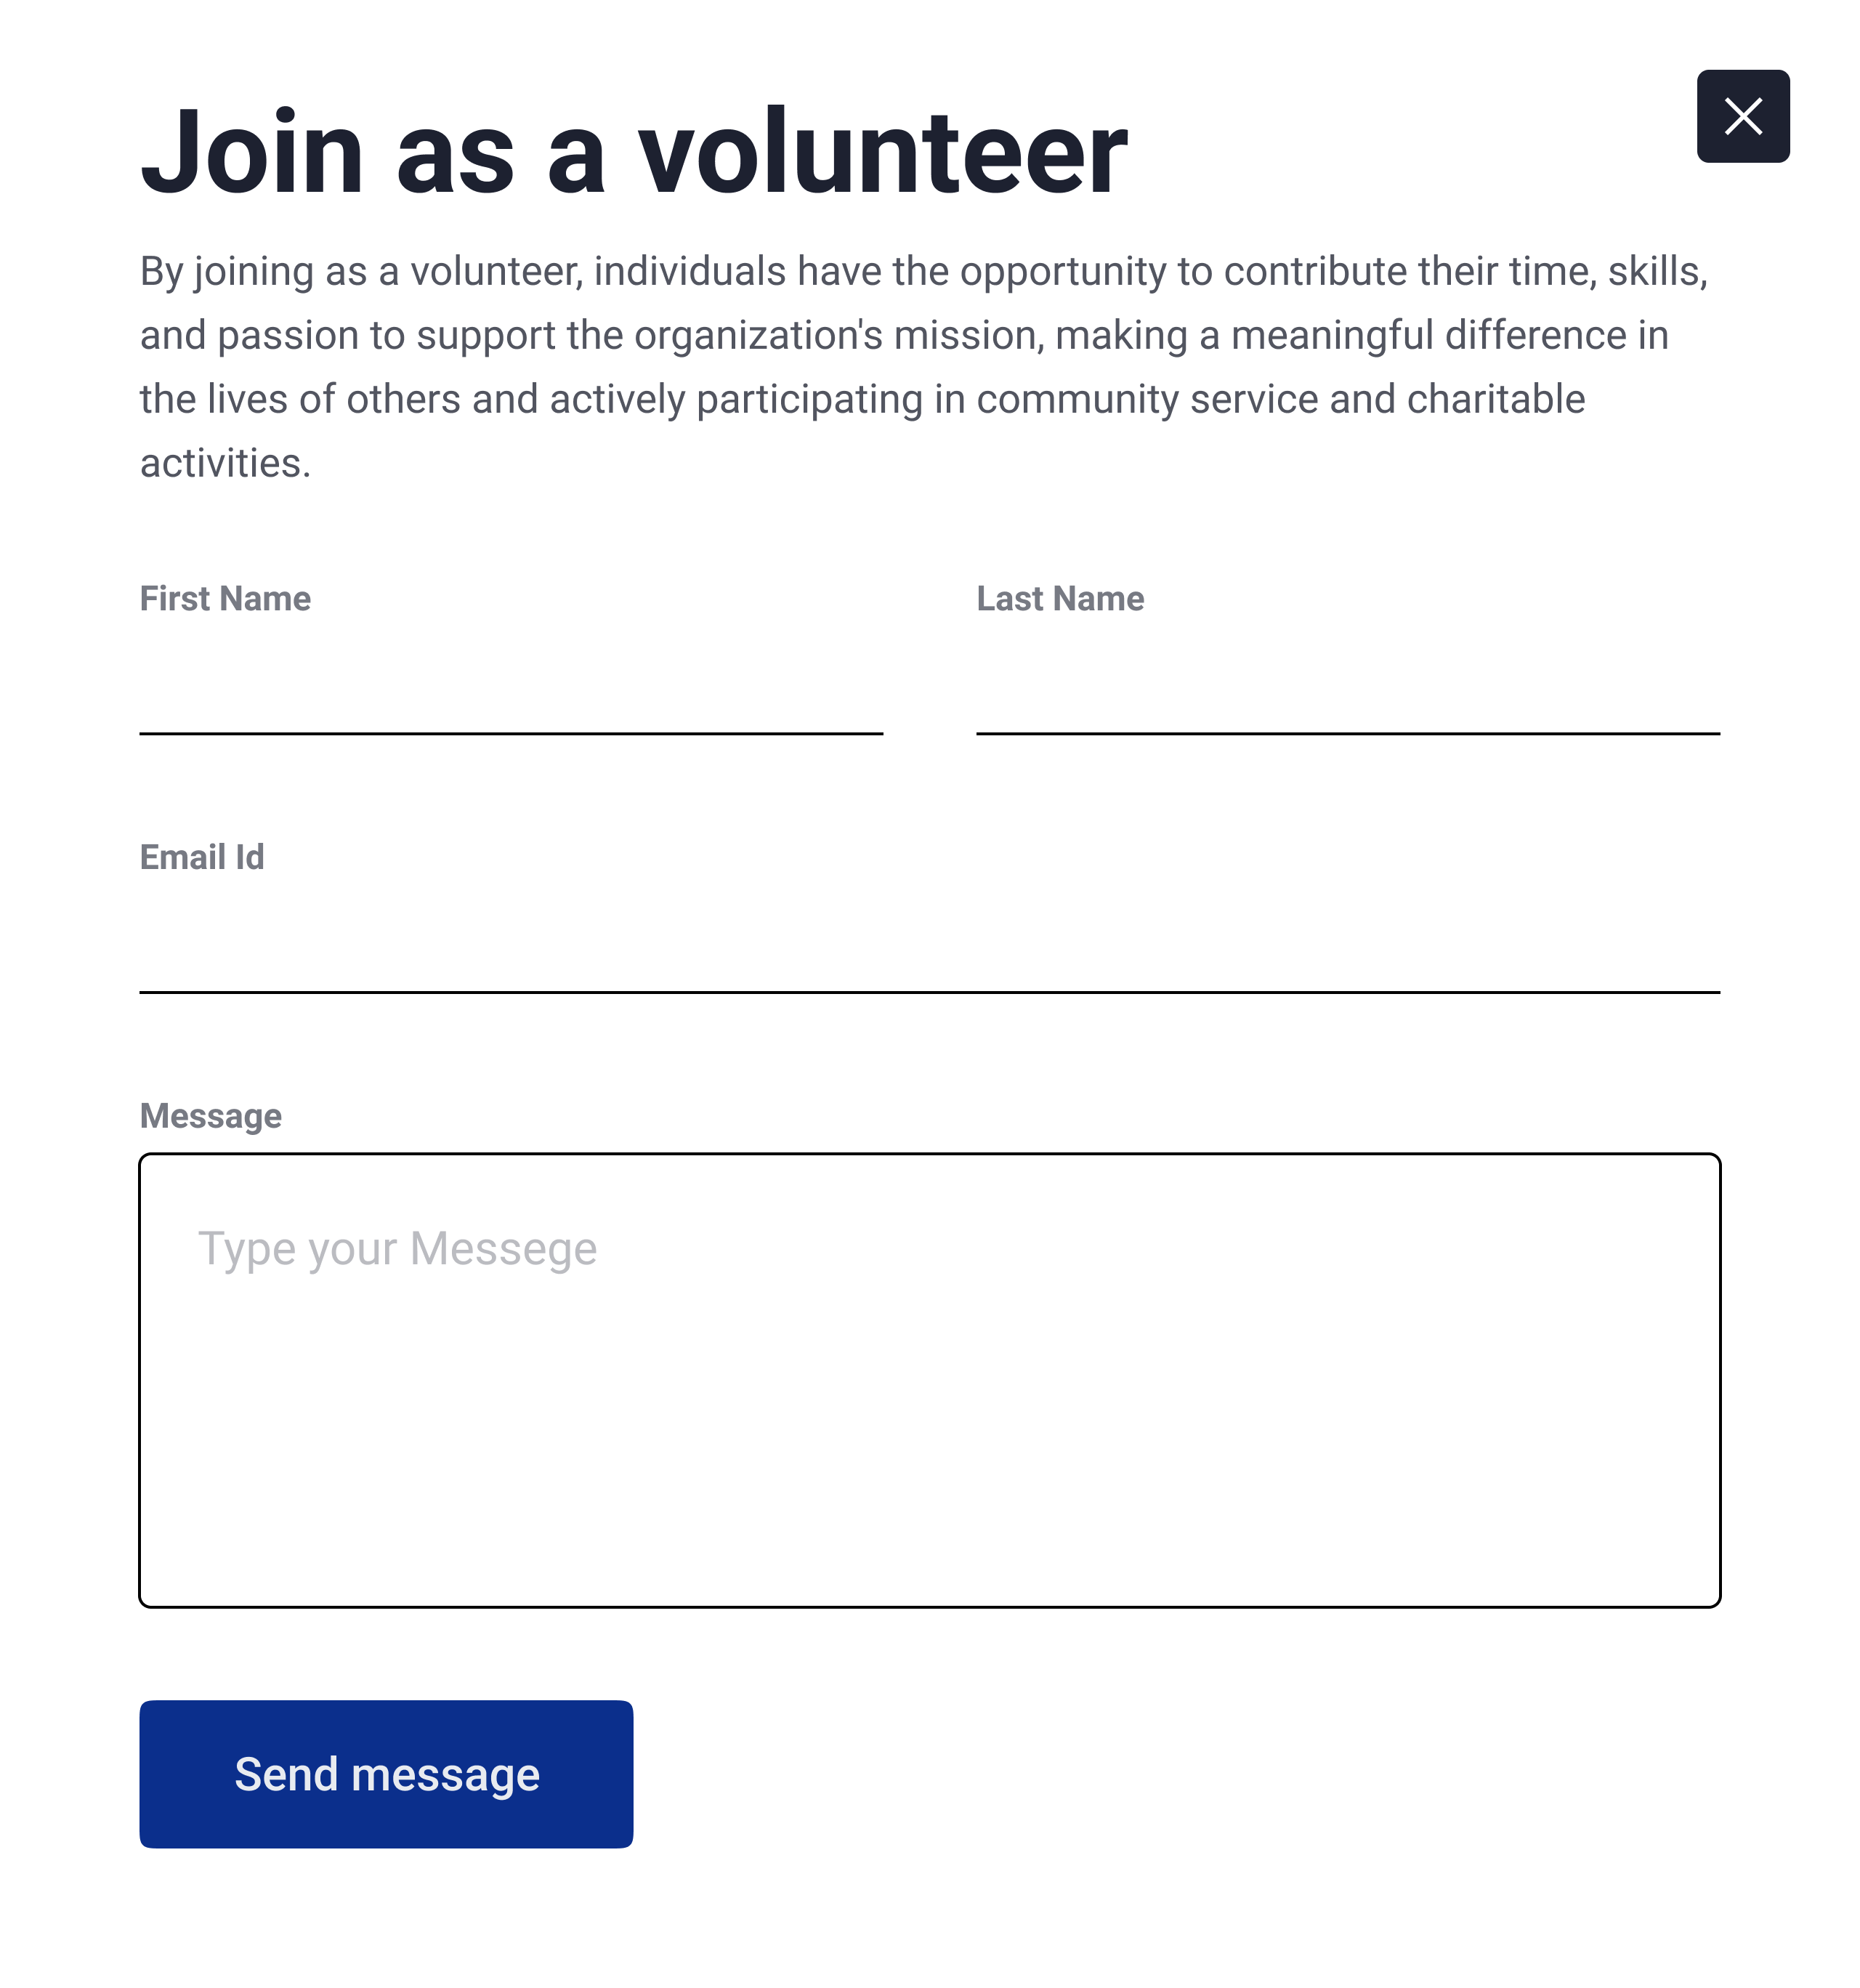 Join as a volunteer
By joining as a volunteer, individuals have the opportunity to contribute their time, skills,
and passion to support the organization's mission, making a meaningful difference in
the lives of others and actively participating in community service and charitable
activities.
First Name
Last Name
Email Id
Message
Type your Messege
Send message